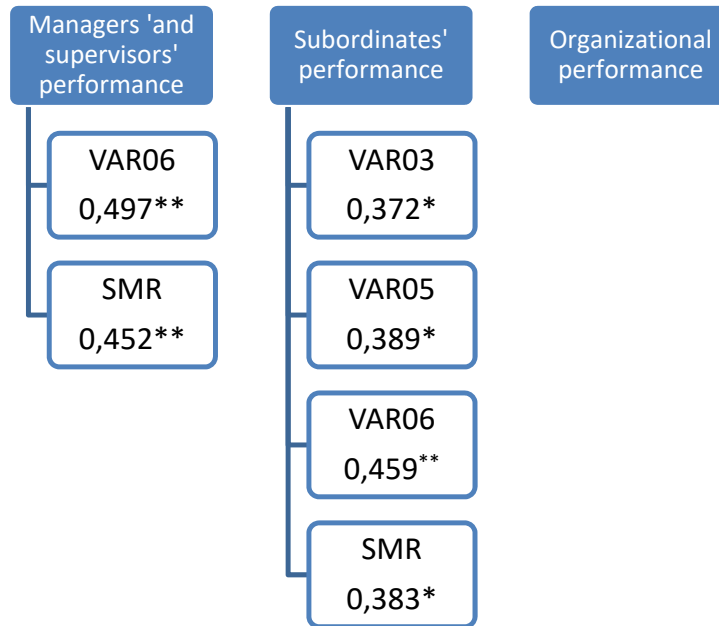 Managers 'and
supervisors'
performance
VAR06
0,497**
SMR
0,452**
Subordinates'
performance
VAR03
0,372*
VAR05
0,389*
VAR06
0,459**
SMR
0,383*
Organizational
performance